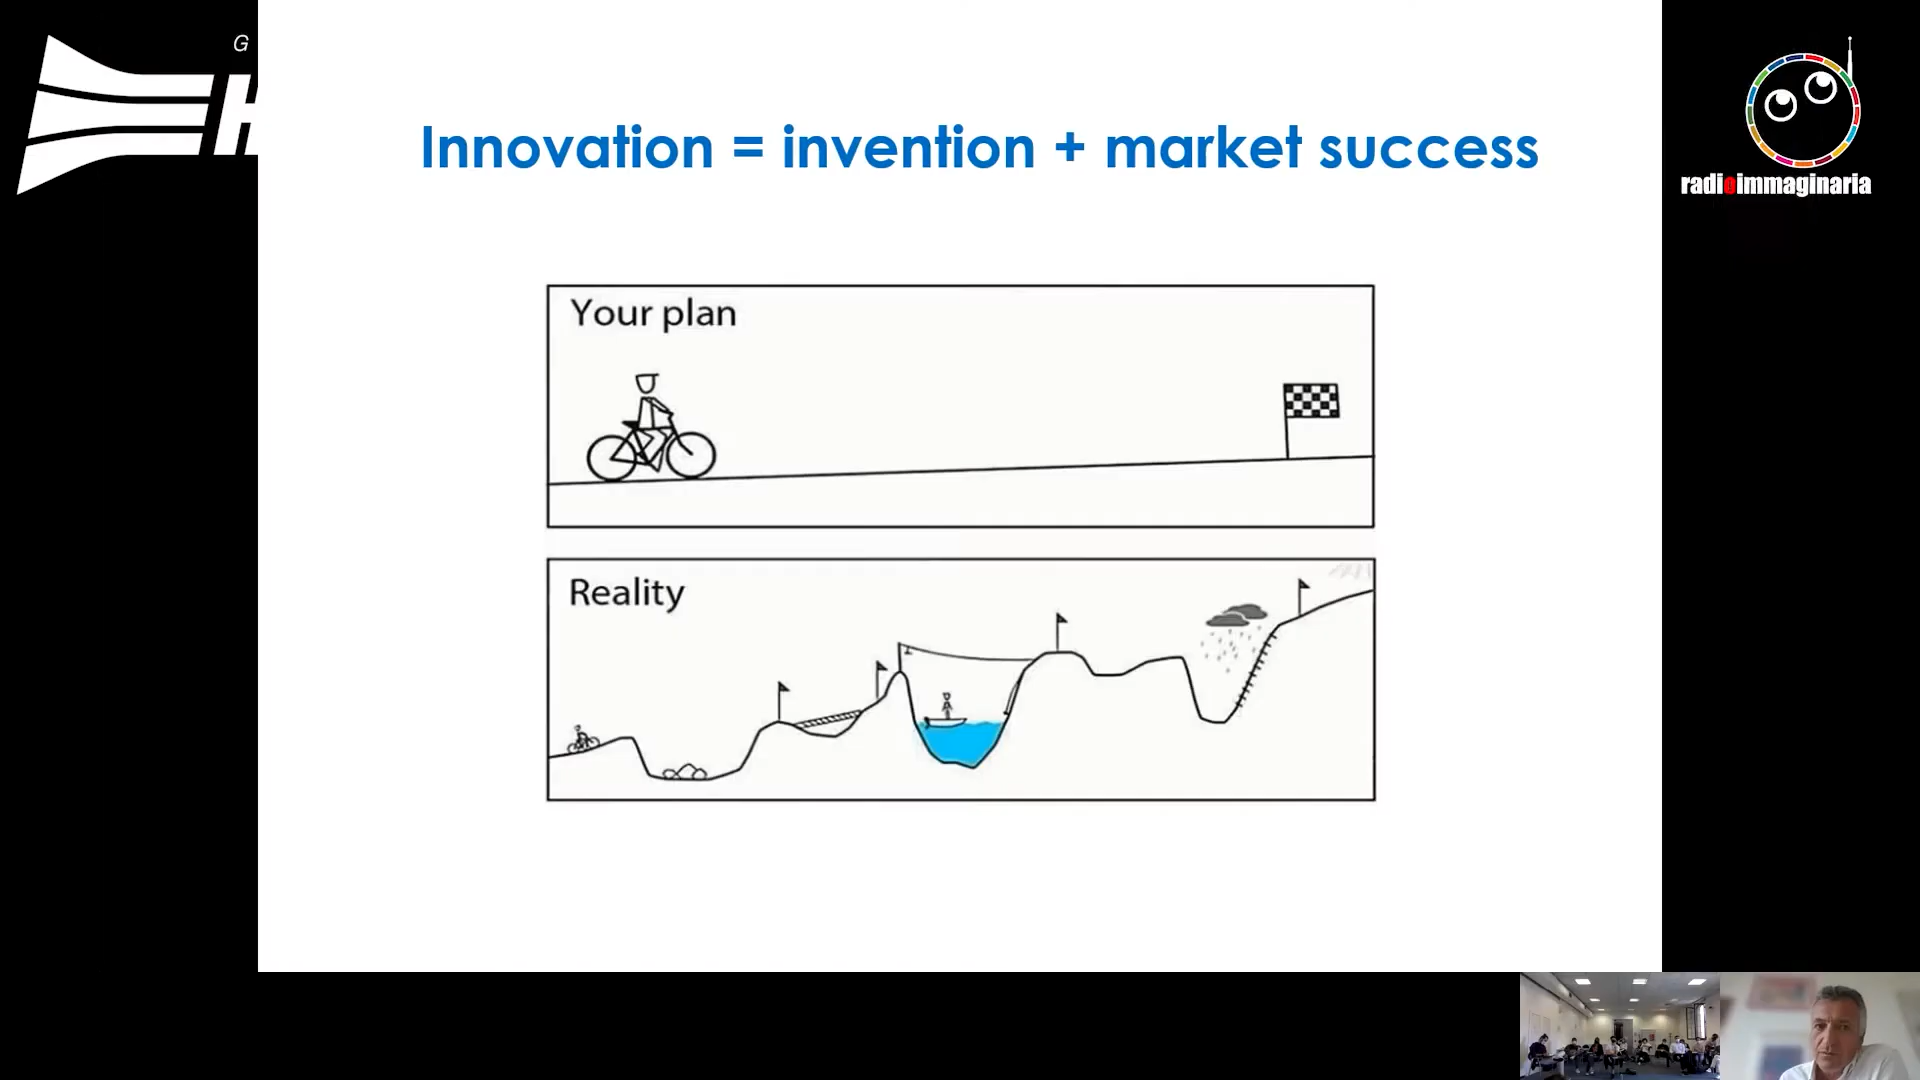 G
H
Innovation = invention + market success
radioimmaginaria
Your plan
Reality